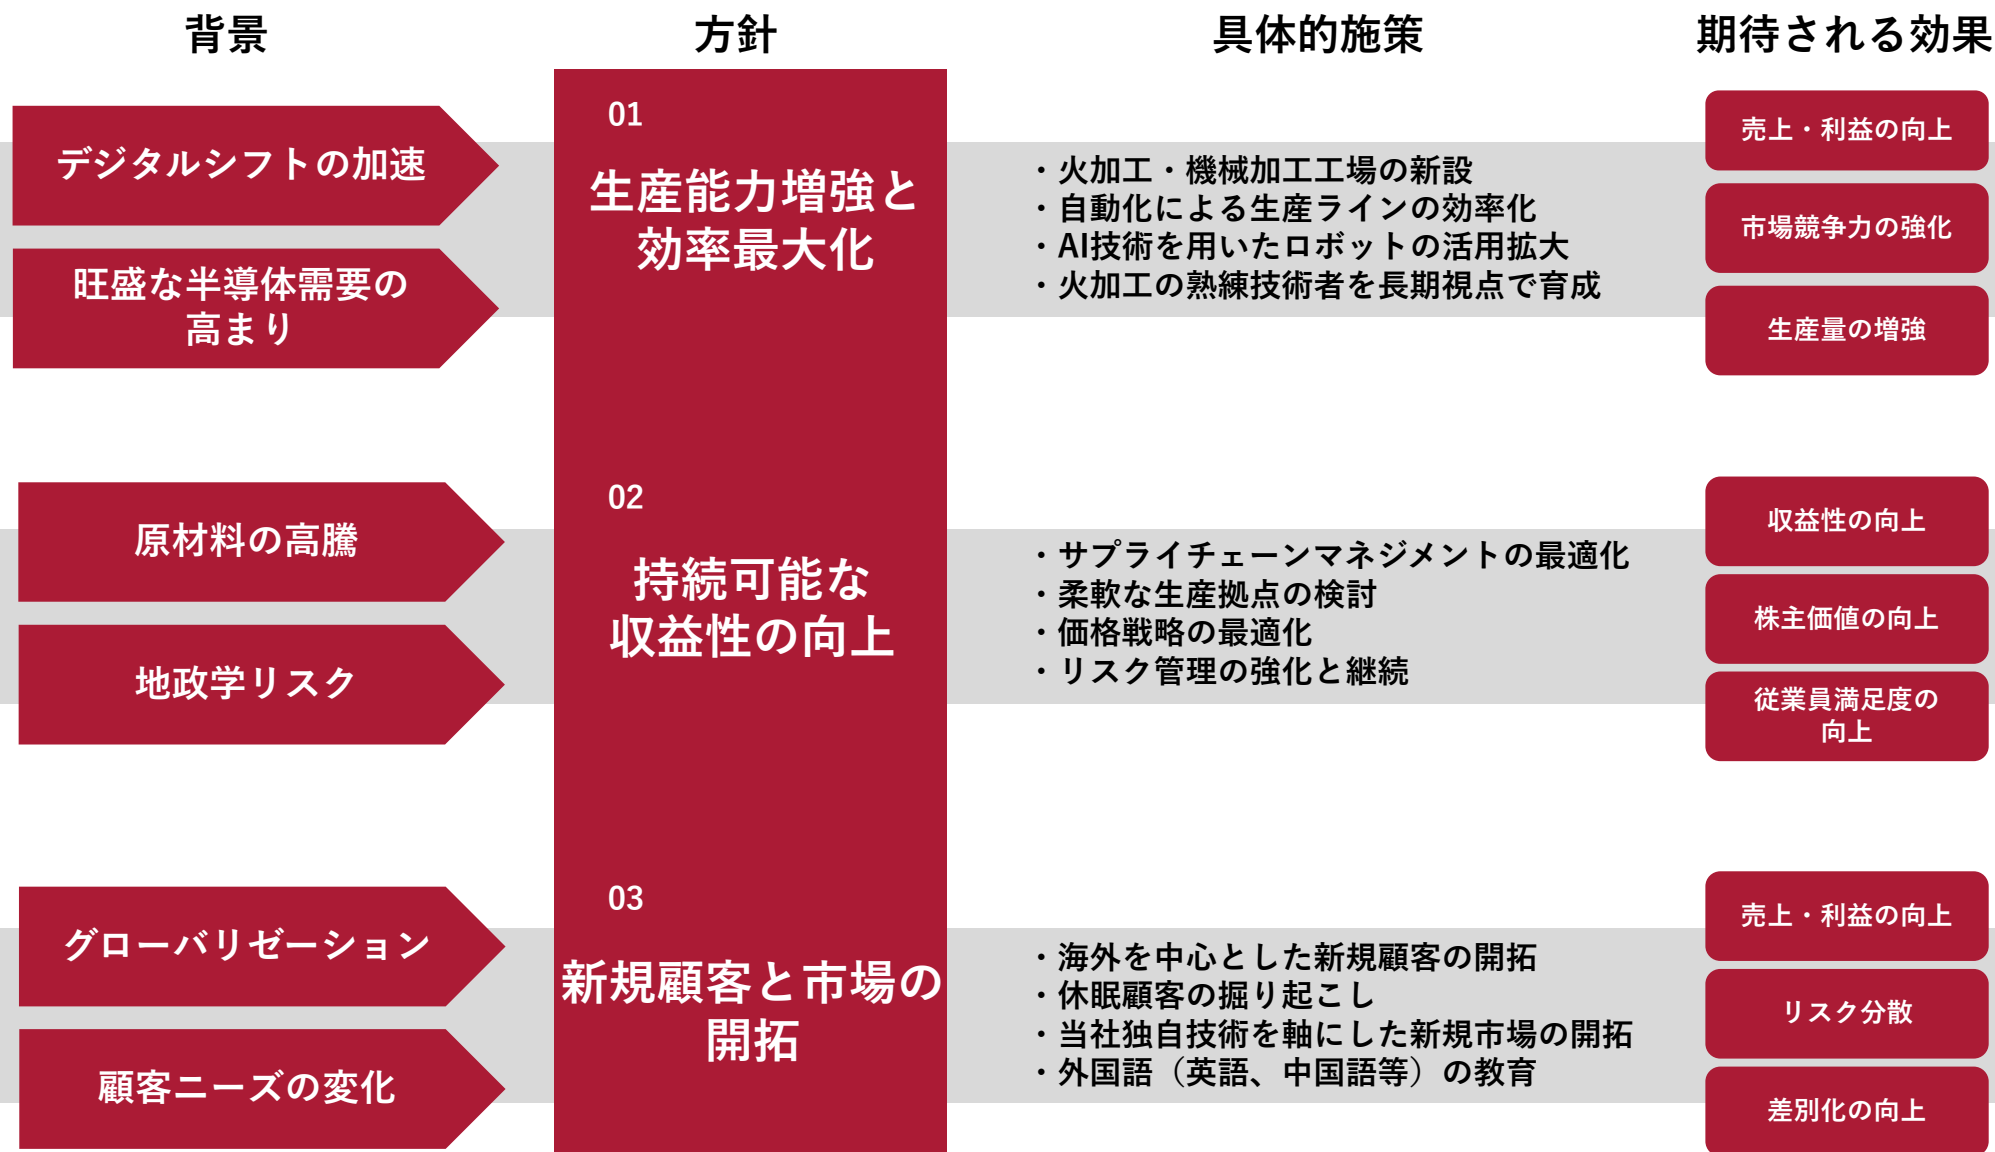 背景
方針
具体的施策
期待される効果
デジタルシフトの加速
旺盛な半導体需要の
高まり
01
生産能力増強と
効率最大化
・火加工・機械加工工場の新設
・自動化による生産ラインの効率化
・AI技術を用いたロボットの活用拡大
・火加工の熟練技術者を長期視点で育成
売上・利益の向上
市場競争力の強化
生産量の増強
原材料の高騰
地政学リスク
02
持続可能な
収益性の向上
・サプライチェーンマネジメントの最適化
・柔軟な生産拠点の検討
・価格戦略の最適化
・リスク管理の強化と継続
収益性の向上
株主価値の向上
従業員満足度の
向上
グローバリゼーション
顧客ニーズの変化
03
新規顧客と市場の
開拓
・海外を中心とした新規顧客の開拓
・休眠顧客の掘り起こし
・当社独自技術を軸にした新規市場の開拓
・外国語（英語、中国語等）の教育
売上・利益の向上
リスク分散
差別化の向上